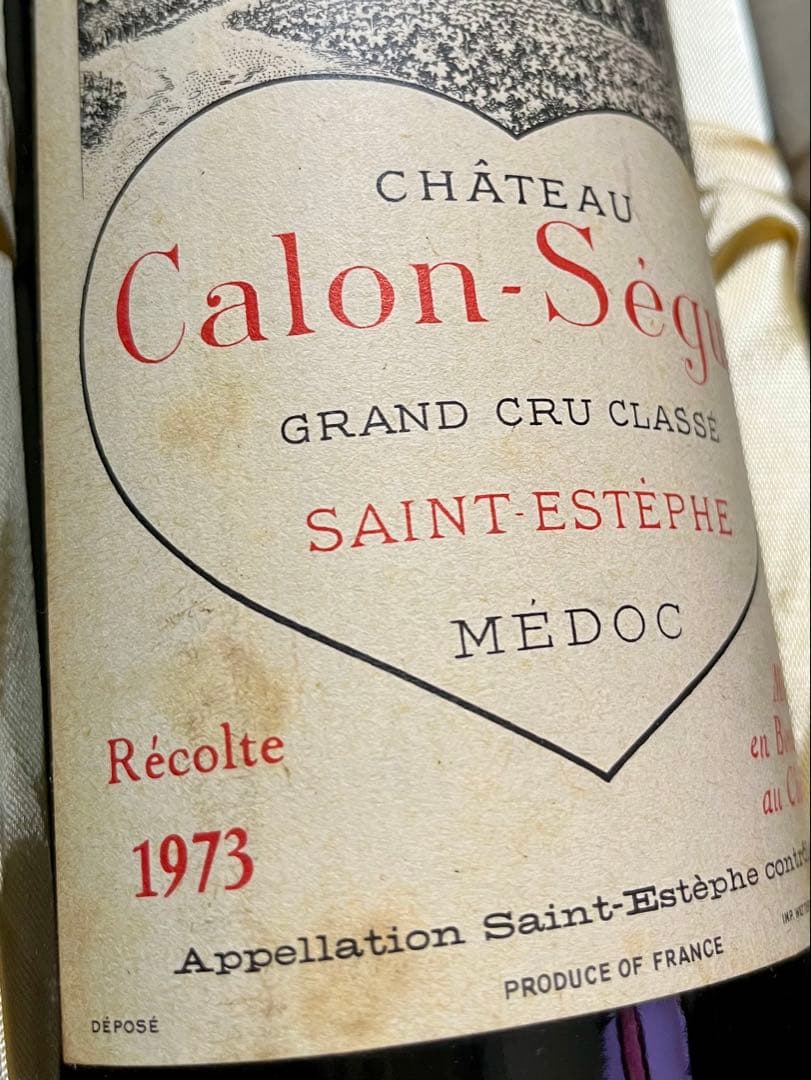 CHÂTEAU
Calon-Ségu
GRAND CRU CLASSÉ
SAINT-ESTÈPHE
MÉDOC
Récolte
1973
en
au
Appellation Saint-Estèphe contr
PRODUCE OF FRANCE
DÉPOSÉ